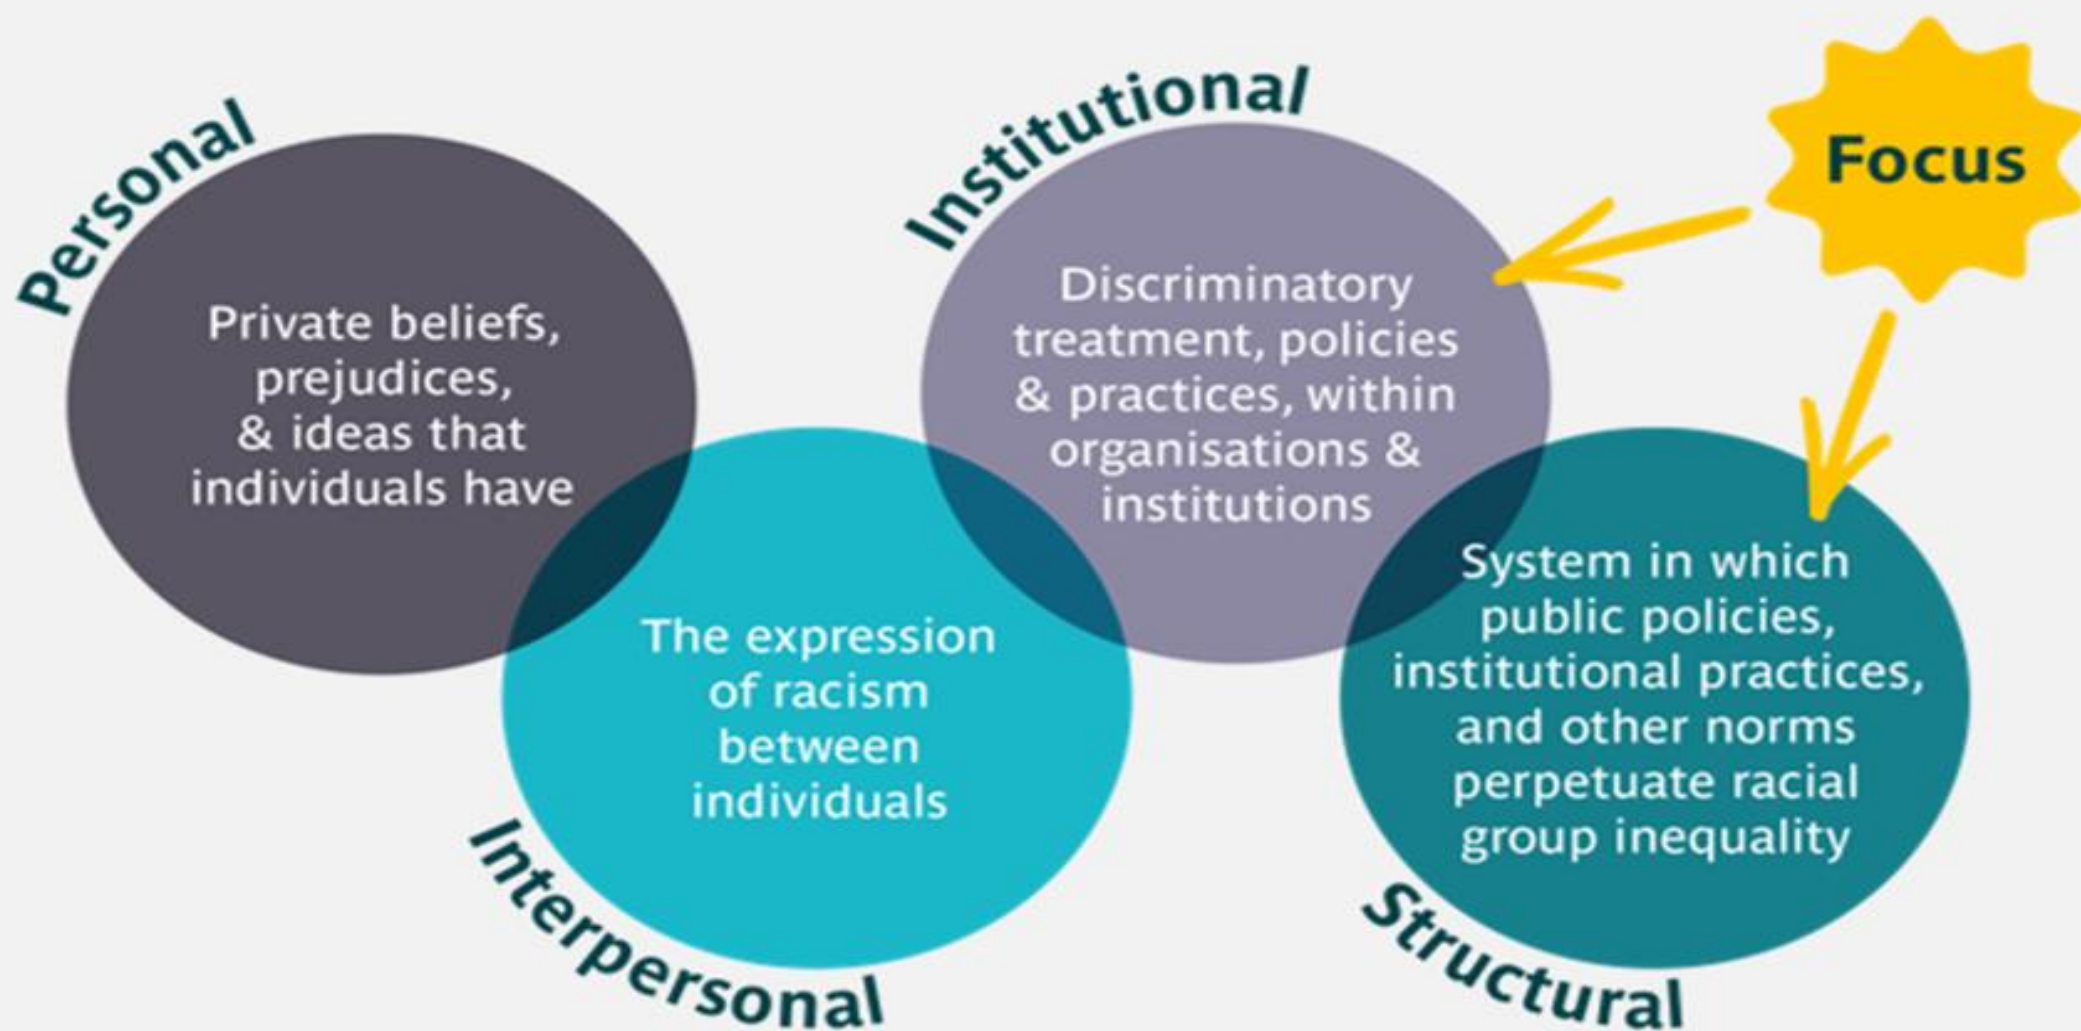 Personal
Private beliefs,
prejudices,
& ideas that
individuals have
Interpersonal
The expression
of racism
between
individuals
Institutional
Discriminatory
treatment, policies
& practices, within
organisations &
institutions
Structural
System in which
public policies,
institutional practices,
and other norms
perpetuate racial
group inequality
Focus